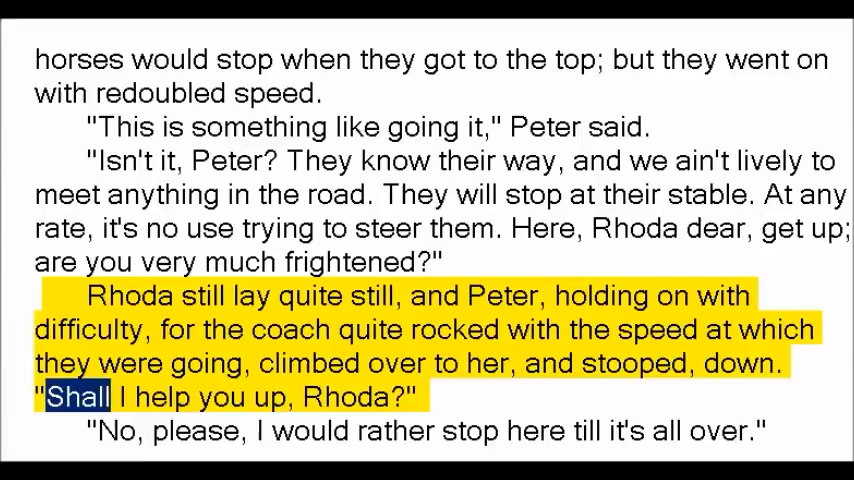 horses would stop when they got to the top; but they went on
with redoubled speed.
"This is something like going it," Peter said.
"Isn't it, Peter? They know their way, and we ain't lively to
meet anything in the road. They will stop at their stable. At any
rate, it's no use trying to steer them. Here, Rhoda dear, get up;
are you very much frightened?"
Rhoda still lay quite still, and Peter, holding on with
difficulty, for the coach quite rocked with the speed at which
they were going, climbed over to her, and stooped, down.
"Shall I help you up, Rhoda?"
"No, please, I would rather stop here till it's all over."